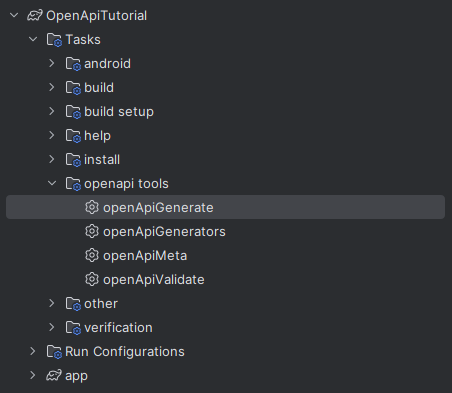 OpenApiTutorial
Tasks
android
build
build setup
help
install
openapi tools
openApiGenerate
openApiGenerators
openApiMeta
openApiValidate
other
verification
Run Configurations
app